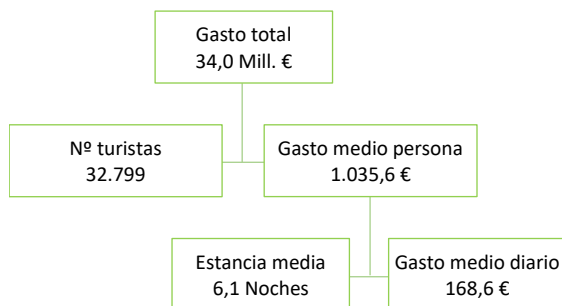 Gasto total
34,0 Mill. €
Nº turistas
32.799
Gasto medio persona
1.035,6 €
Estancia media
6,1 Noches
Gasto medio diario
168,6 €